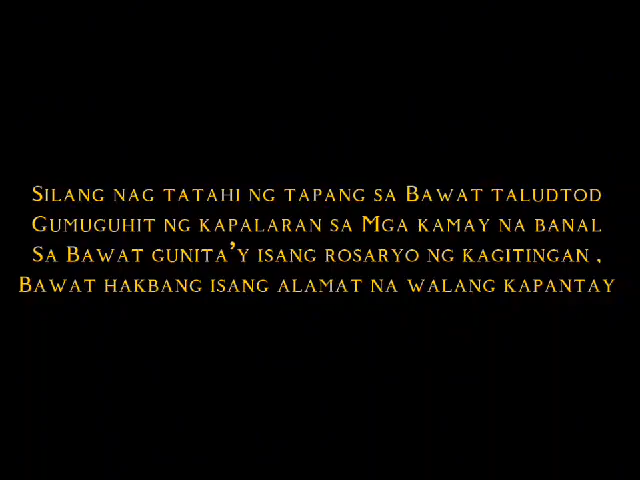 Silang nag tatahi ng tapang sa Bawat taludtod
Gumuguhit ng kapalaran sa Mga kamay na banal
Sa Bawat gunita'y isang rosaryo ng kagitingan ,
Bawat hakbang isang alamat na walang kapantay